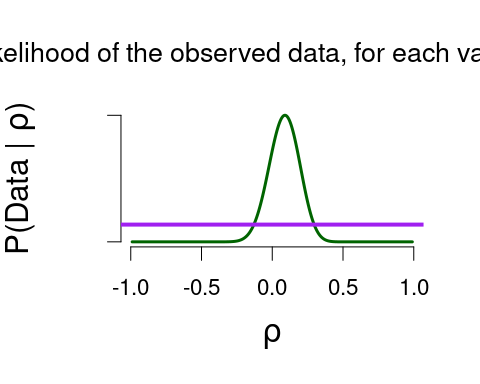 kelihood of the observed data, for each va
P(Data | ρ)
-1.0 -0.5 0.0 0.5 1.0
ρ